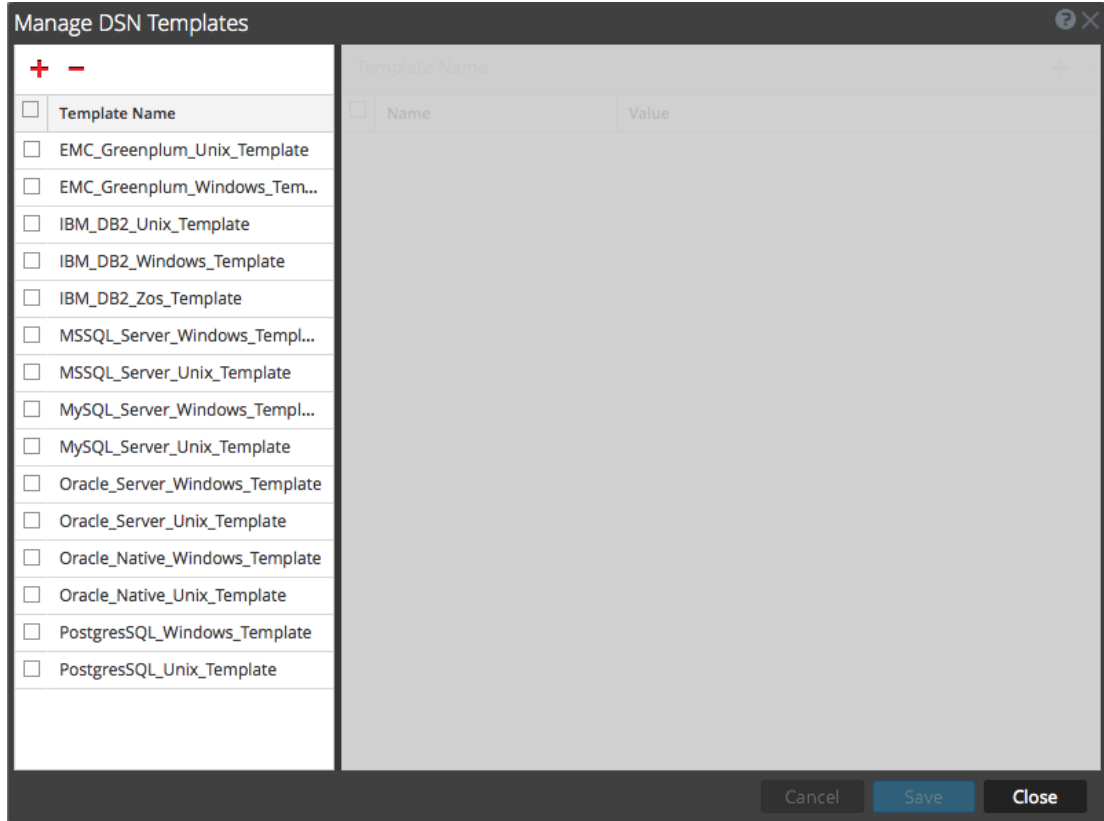 Manage DSN Templates
Template Name
Template Name
Name
Value
EMC_Greenplum_Unix_Template
EMC_Greenplum_Windows_Tem...
IBM_DB2_Unix_Template
IBM_DB2_Windows_Template
IBM_DB2_Zos_Template
MSSQL_Server_Windows_Templ...
MSSQL_Server_Unix_Template
MySQL_Server_Windows_Templ...
MySQL_Server_Unix_Template
Oracle_Server_Windows_Template
Oracle_Server_Unix_Template
Oracle_Native_Windows_Template
Oracle_Native_Unix_Template
PostgresSQL_Windows_Template
PostgresSQL_Unix_Template
Cancel
Save
Close